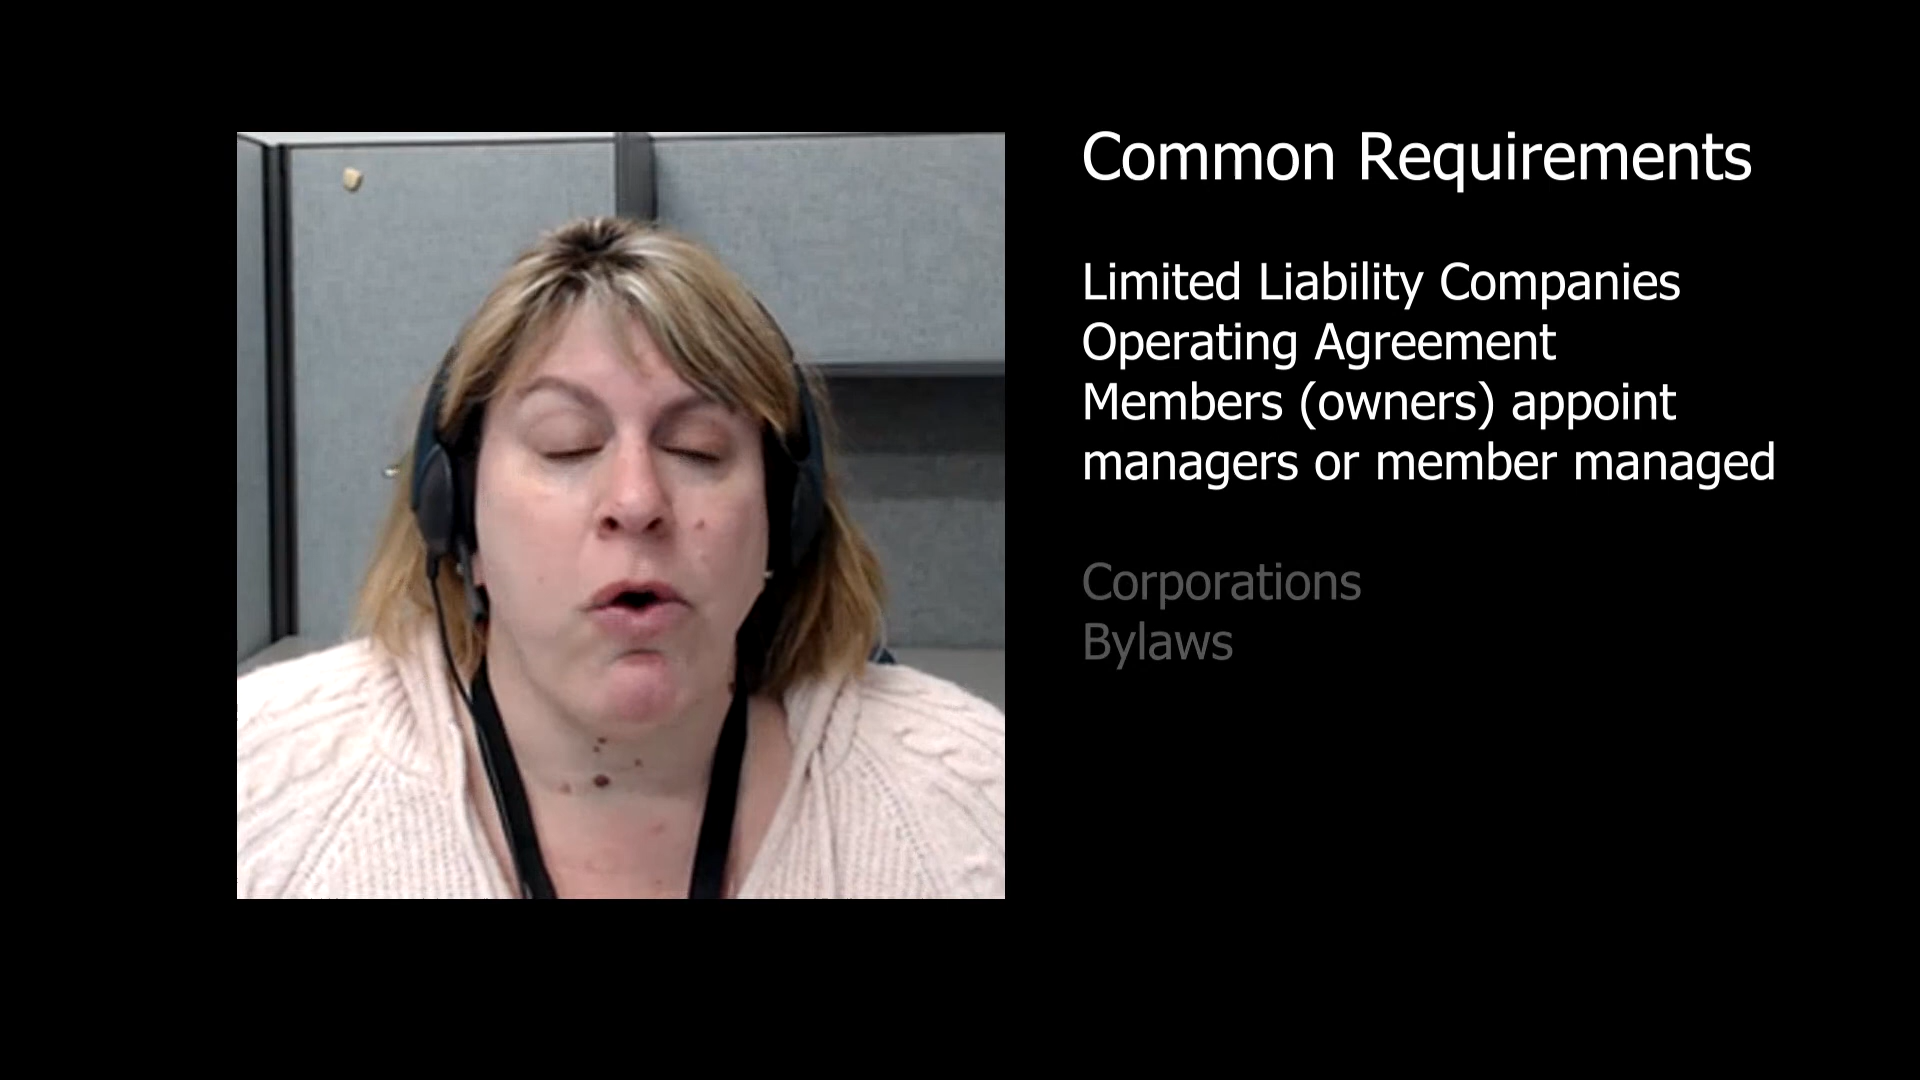 Common Requirements
Limited Liability Companies
Operating Agreement
Members (owners) appoint
managers or member managed
Corporations
Bylaws